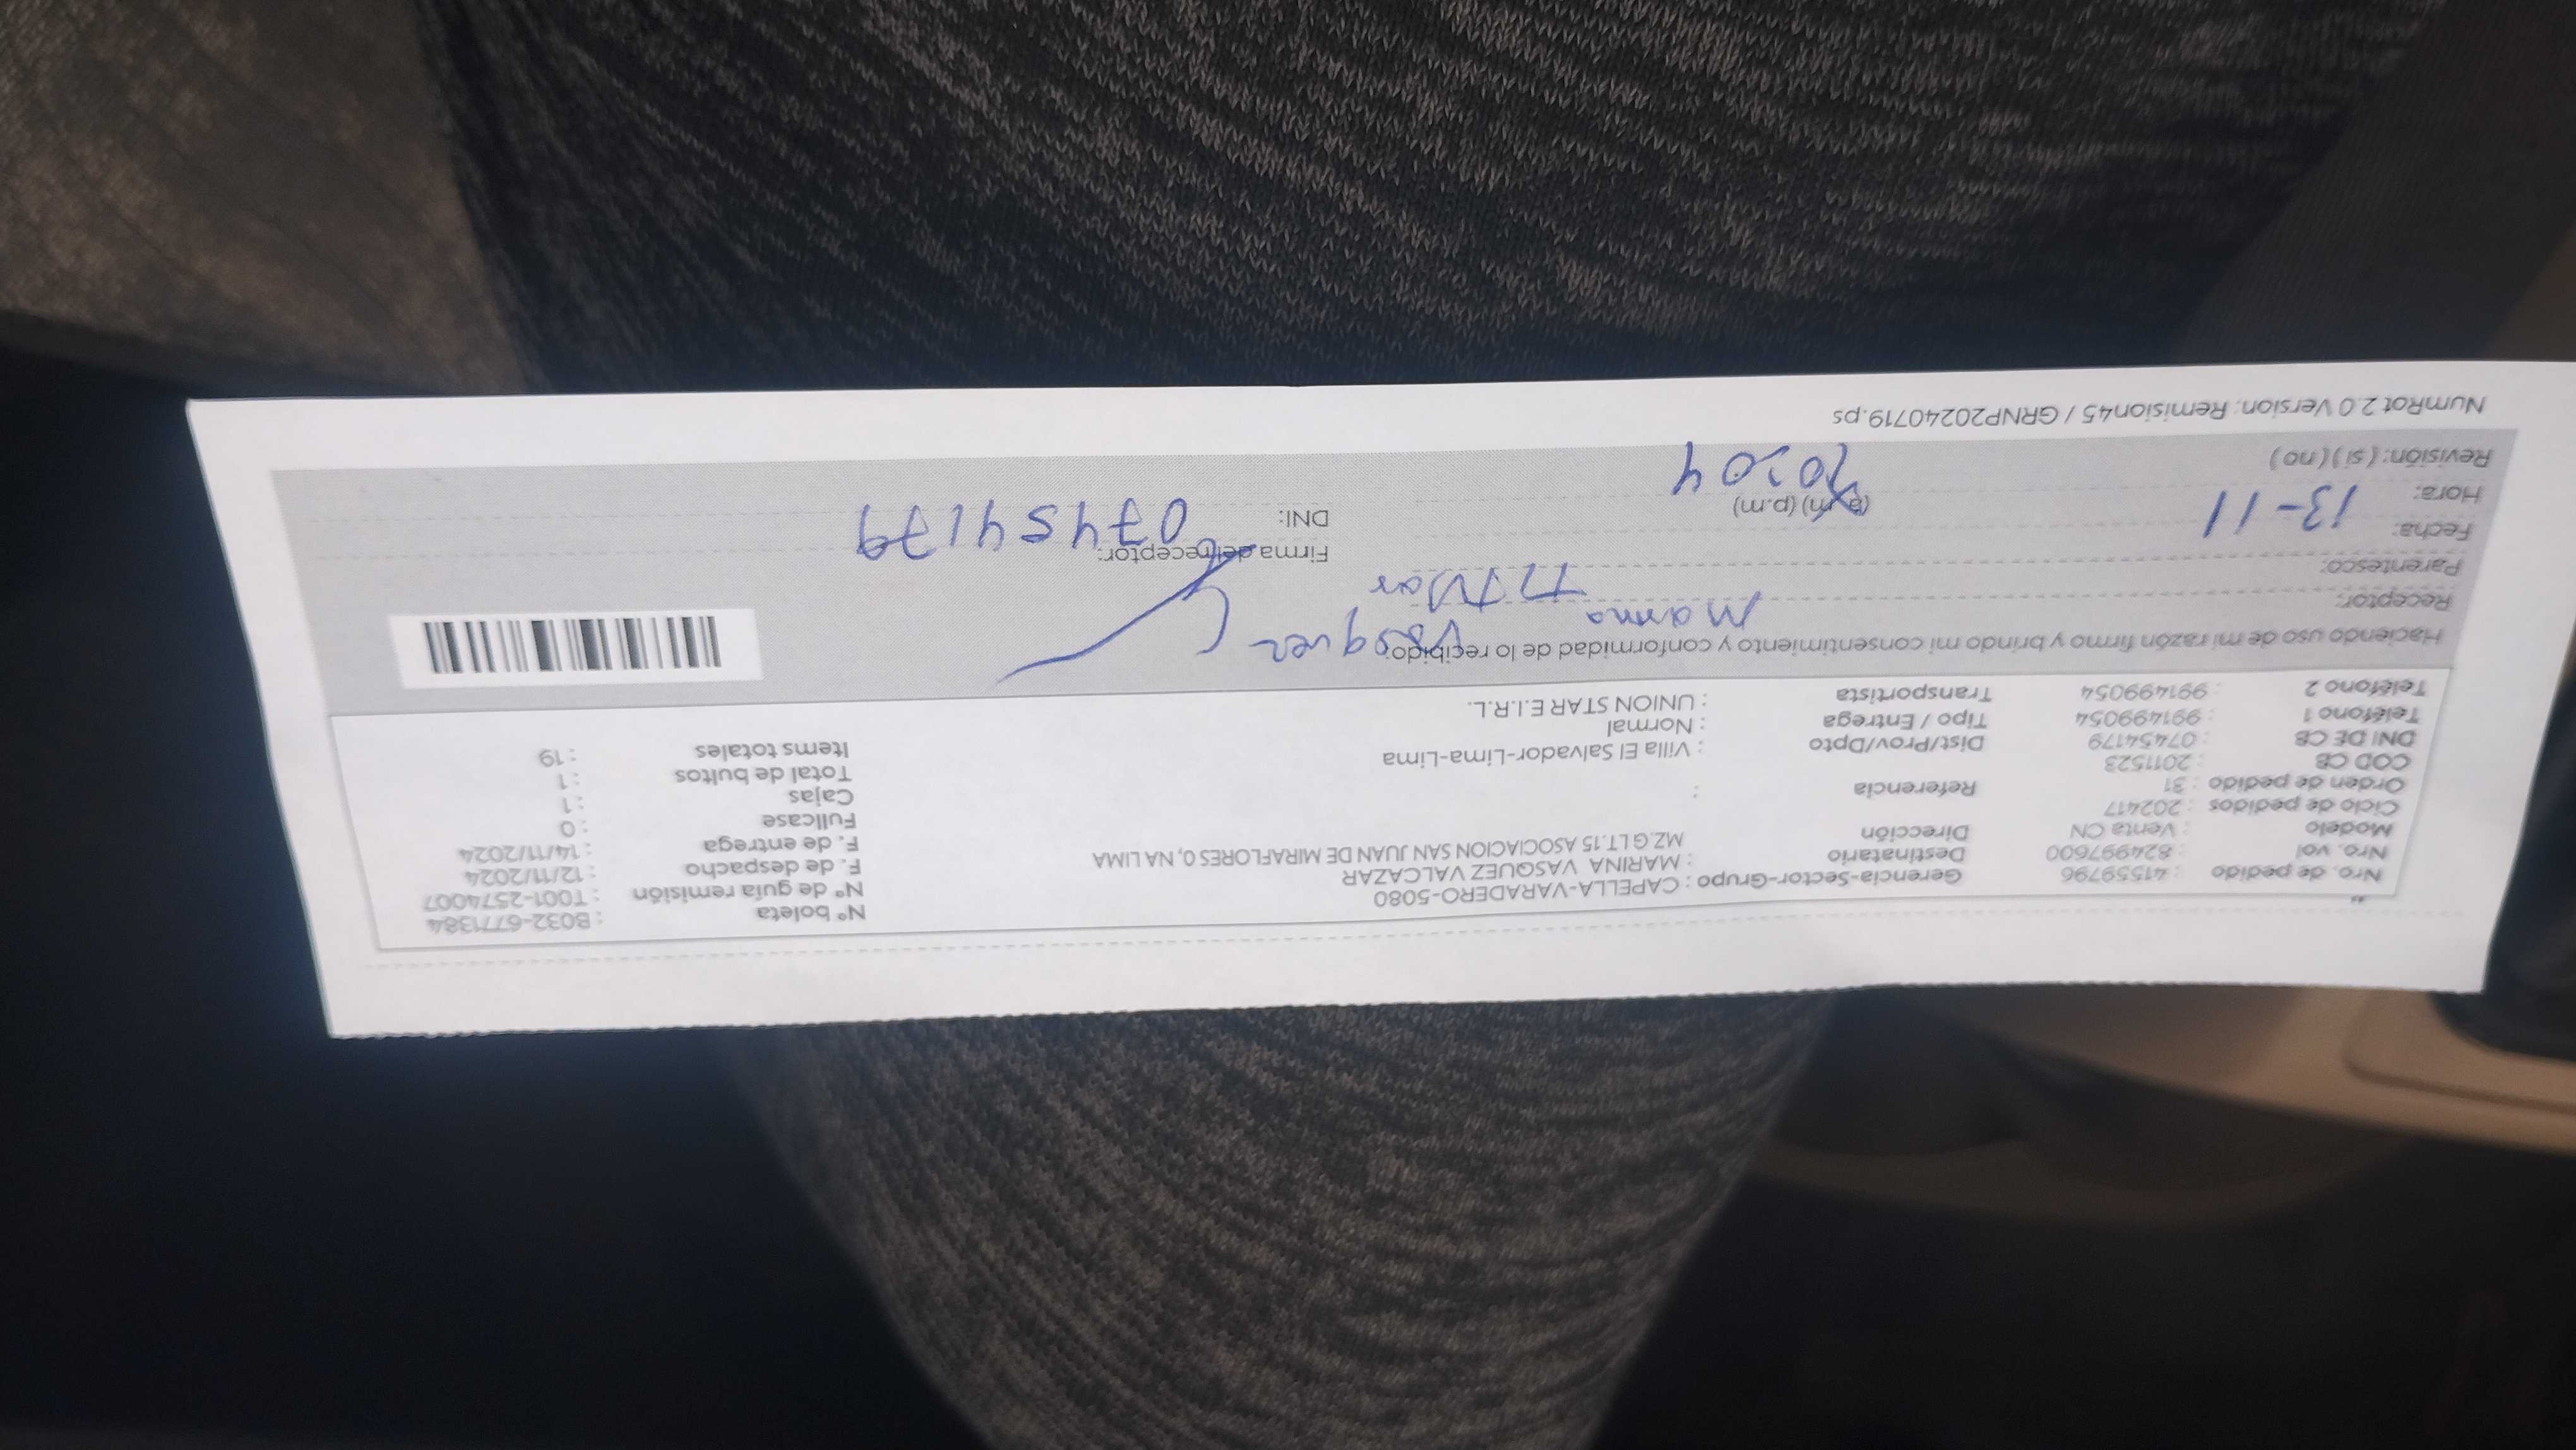 Nro. de pedido : 41559796 Gerencia-Sector-Grupo : CAPELLA-VARADERO-5080 N° boleta : B032-6771384
Nro. vol : 824997600 Destinatario : MARINA VASQUEZ VALCAZAR N° de guía remisión : T001-2574007
Modelo : Venta CN Dirección MZ.G LT.15 ASOCIACION SAN JUAN DE MIRAFLORES 0, NA LIMA F. de despacho : 12/11/2024
Ciclo de pedidos : 202417 F. de entrega : 14/11/2024
Orden de pedido : 31 Referencia : Fullcase : 0
COD CB : 2011523 Cajas : 1
DNI DE CB : 07454179 Dist/Prov/Dpto : Villa El Salvador-Lima-Lima Total de bultos : 1
Teléfono 1 : 991499054 Tipo / Entrega : Normal Items totales : 19
Teléfono 2 : 991499054 Transportista : UNION STAR E.I.R.L.
Haciendo uso de mi razón firmo y brindo mi consentimiento y conformidad de lo recibido:
Receptor: Vasquez
Parentesco: Titular
Fecha: 13-11 Firma del receptor:
Hora: (a.m) (p.m) DNI: 07454179
10:04
Revisión: ( si ) ( no )
NumRot 2.0 Version: Remision45 / GRNP20240719.ps